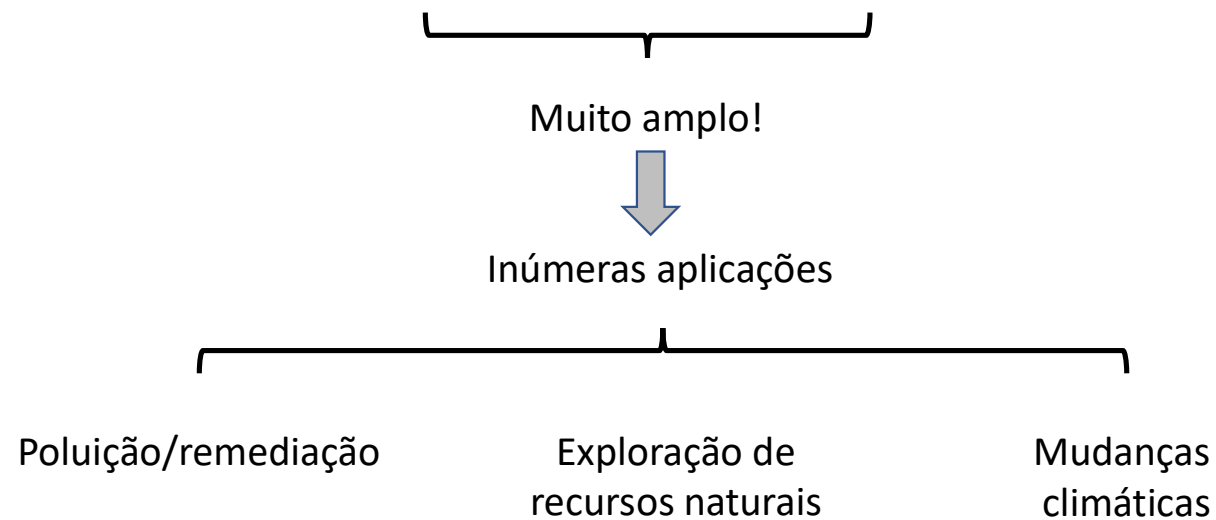 Muito amplo!
Inúmeras aplicações
Poluição/remediação
Exploração de
recursos naturais
Mudanças
climáticas